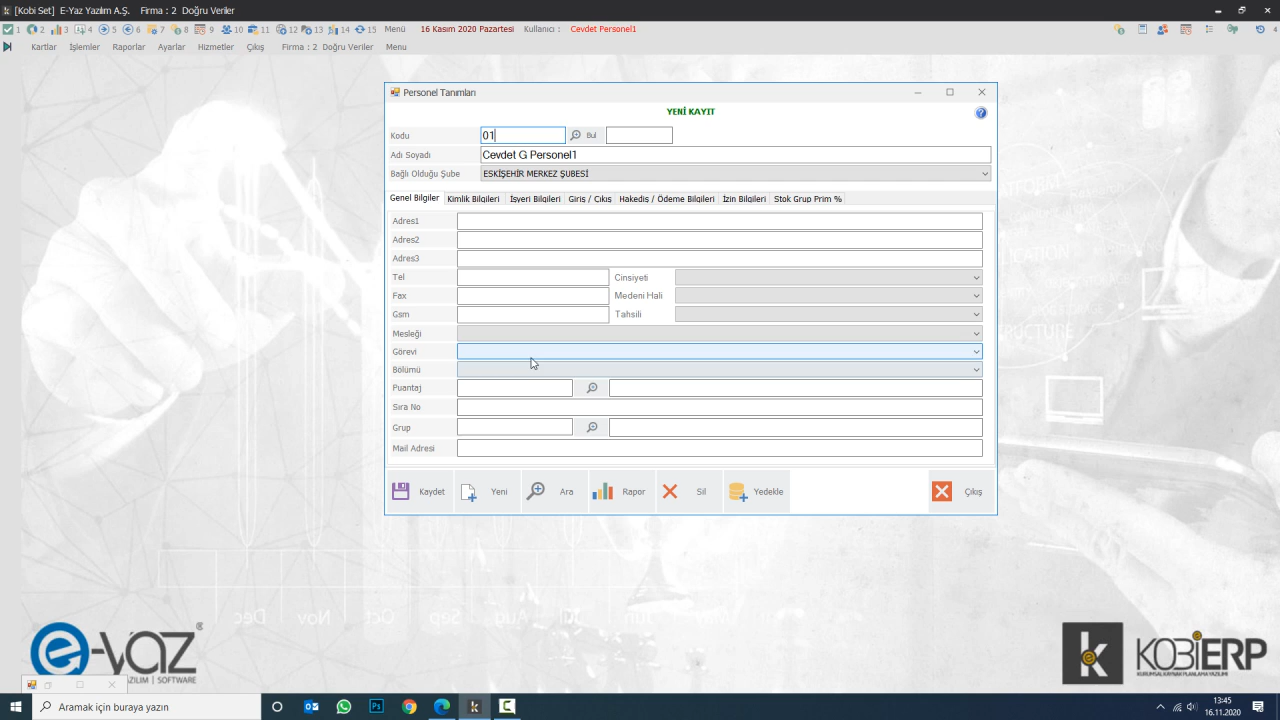 [Kobi Set] E-Yaz Yazılım A.Ş. Firma : 2 Doğru Veriler
1 2 3 4 5 6 7 8 9 10 11 12 13 14 15 Menü 16 Kasım 2020 Pazartesi Kullanıcı : Cevdet Personel1 4
Kartlar İşlemler Raporlar Ayarlar Hizmetler Çıkış Firma : 2 Doğru Veriler Menu
Personel Tanımları
YENİ KAYIT
Kodu 01 Bul
Adı Soyadı Cevdet G Personel1
Bağlı Olduğu Şube ESKİŞEHİR MERKEZ ŞUBESİ
Genel Bilgiler Kimlik Bilgileri İşyeri Bilgileri Giriş / Çıkış Hakediş / Ödeme Bilgileri İzin Bilgileri Stok Grup Prim %
Adres1
Adres2
Adres3
Tel Cinsiyeti
Fax Medeni Hali
Gsm Tahsili
Mesleği
Görevi
Bölümü
Puantaj
Sıra No
Grup
Mail Adresi
Kaydet Yeni Ara Rapor Sil Yedekle Çıkış
e-yaz
YAZILIM | SOFTWARE
KOBİERP
KURUMSAL KAYNAK PLANLAMA YAZILIMI
Aramak için buraya yazın
13:45
16.11.2020